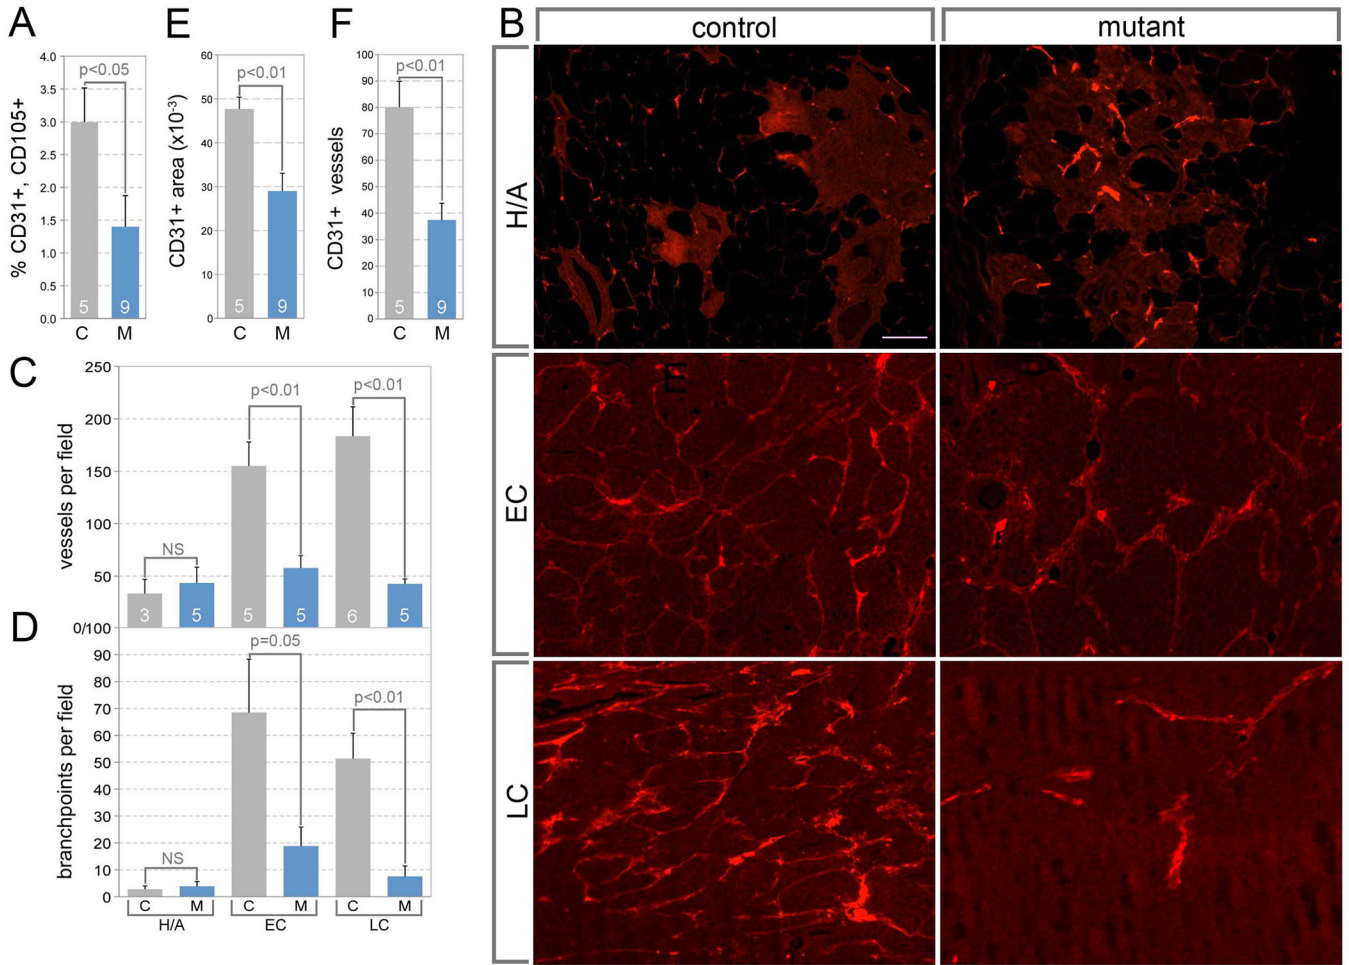 A
% CD31+, CD105+
4.0
3.5
3.0
2.5
2.0
1.5
1.0
0.5
0.0
p<0.05
5
9
C
M
E
CD31+ area (x10-3)
60
50
40
30
20
10
0
p<0.01
5
9
C
M
F
CD31+ vessels
100
90
80
70
60
50
40
30
20
10
0
p<0.01
5
9
C
M
B
control
mutant
H/A
EC
LC
E
C
vessels per field
250
200
150
100
50
0/100
NS
p<0.01
p<0.01
3
5
5
5
6
5
D
branchpoints per field
90
80
70
60
50
40
30
20
10
0
NS
p=0.05
p<0.01
C
M
C
M
C
M
H/A
EC
LC